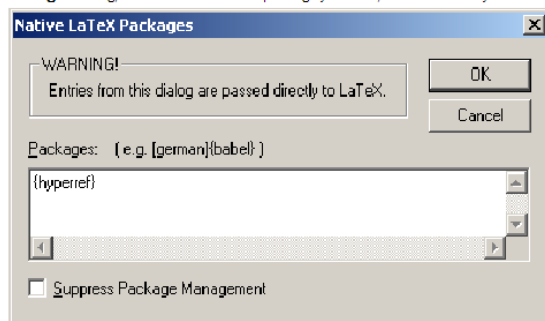 Native LaTeX Packages
WARNING!
Entries from this dialog are passed directly to LaTeX.
OK
Cancel
Packages: ( e.g. [german]{babel} )
{hyperref}
Suppress Package Management